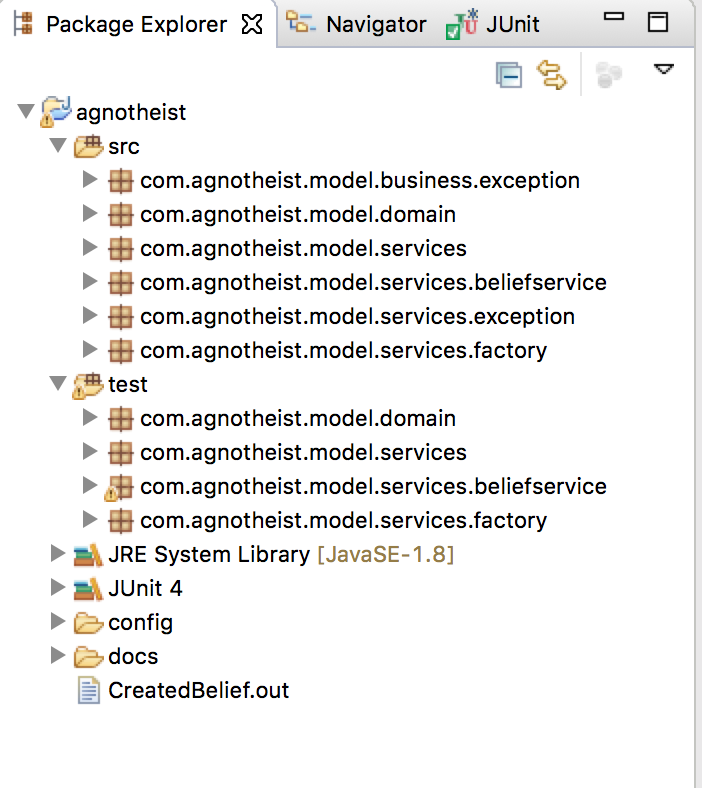 Package Explorer Navigator JUnit
agnotheist
src
com.agnotheist.model.business.exception
com.agnotheist.model.domain
com.agnotheist.model.services
com.agnotheist.model.services.beliefservice
com.agnotheist.model.services.exception
com.agnotheist.model.services.factory
test
com.agnotheist.model.domain
com.agnotheist.model.services
com.agnotheist.model.services.beliefservice
com.agnotheist.model.services.factory
JRE System Library [JavaSE-1.8]
JUnit 4
config
docs
CreatedBelief.out